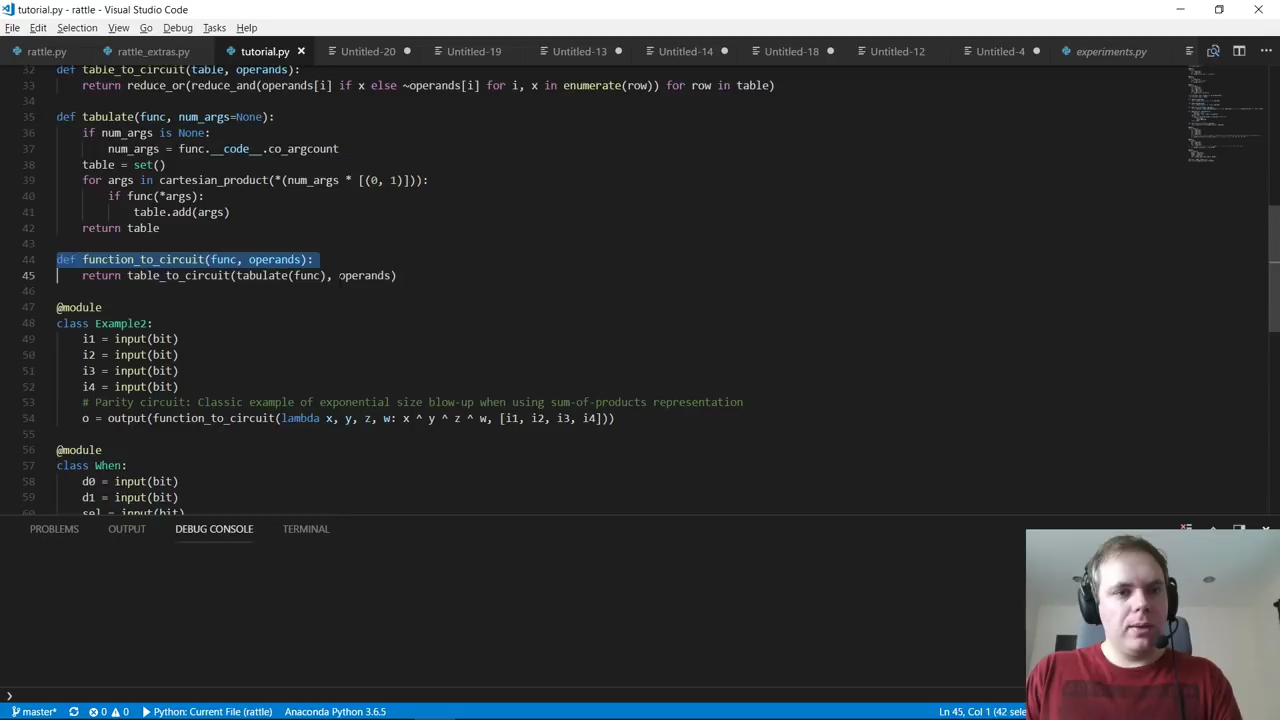 tutorial.py - rattle - Visual Studio Code
File Edit Selection View Go Debug Tasks Help
rattle.py rattle_extras.py tutorial.py Untitled-20 Untitled-19 Untitled-13 Untitled-14 Untitled-18 Untitled-12 Untitled-4 experiments.py
32 def table_to_circuit(table, operands):
33 return reduce_or(reduce_and(operands[i] if x else ~operands[i] for i, x in enumerate(row)) for row in table)
34
35 def tabulate(func, num_args=None):
36 if num_args is None:
37 num_args = func.__code__.co_argcount
38 table = set()
39 for args in cartesian_product(*(num_args * [(0, 1)])):
40 if func(*args):
41 table.add(args)
42 return table
43
44 def function_to_circuit(func, operands):
45 return table_to_circuit(tabulate(func), operands)
46
47 @module
48 class Example2:
49 i1 = input(bit)
50 i2 = input(bit)
51 i3 = input(bit)
52 i4 = input(bit)
53 # Parity circuit: Classic example of exponential size blow-up when using sum-of-products representation
54 o = output(function_to_circuit(lambda x, y, z, w: x ^ y ^ z ^ w, [i1, i2, i3, i4]))
55
56 @module
57 class When:
58 d0 = input(bit)
59 d1 = input(bit)
sel = input(bit)
PROBLEMS OUTPUT DEBUG CONSOLE TERMINAL
master* 0 0 Python: Current File (rattle) Anaconda Python 3.6.5 Ln 45, Col 1 (42 sele